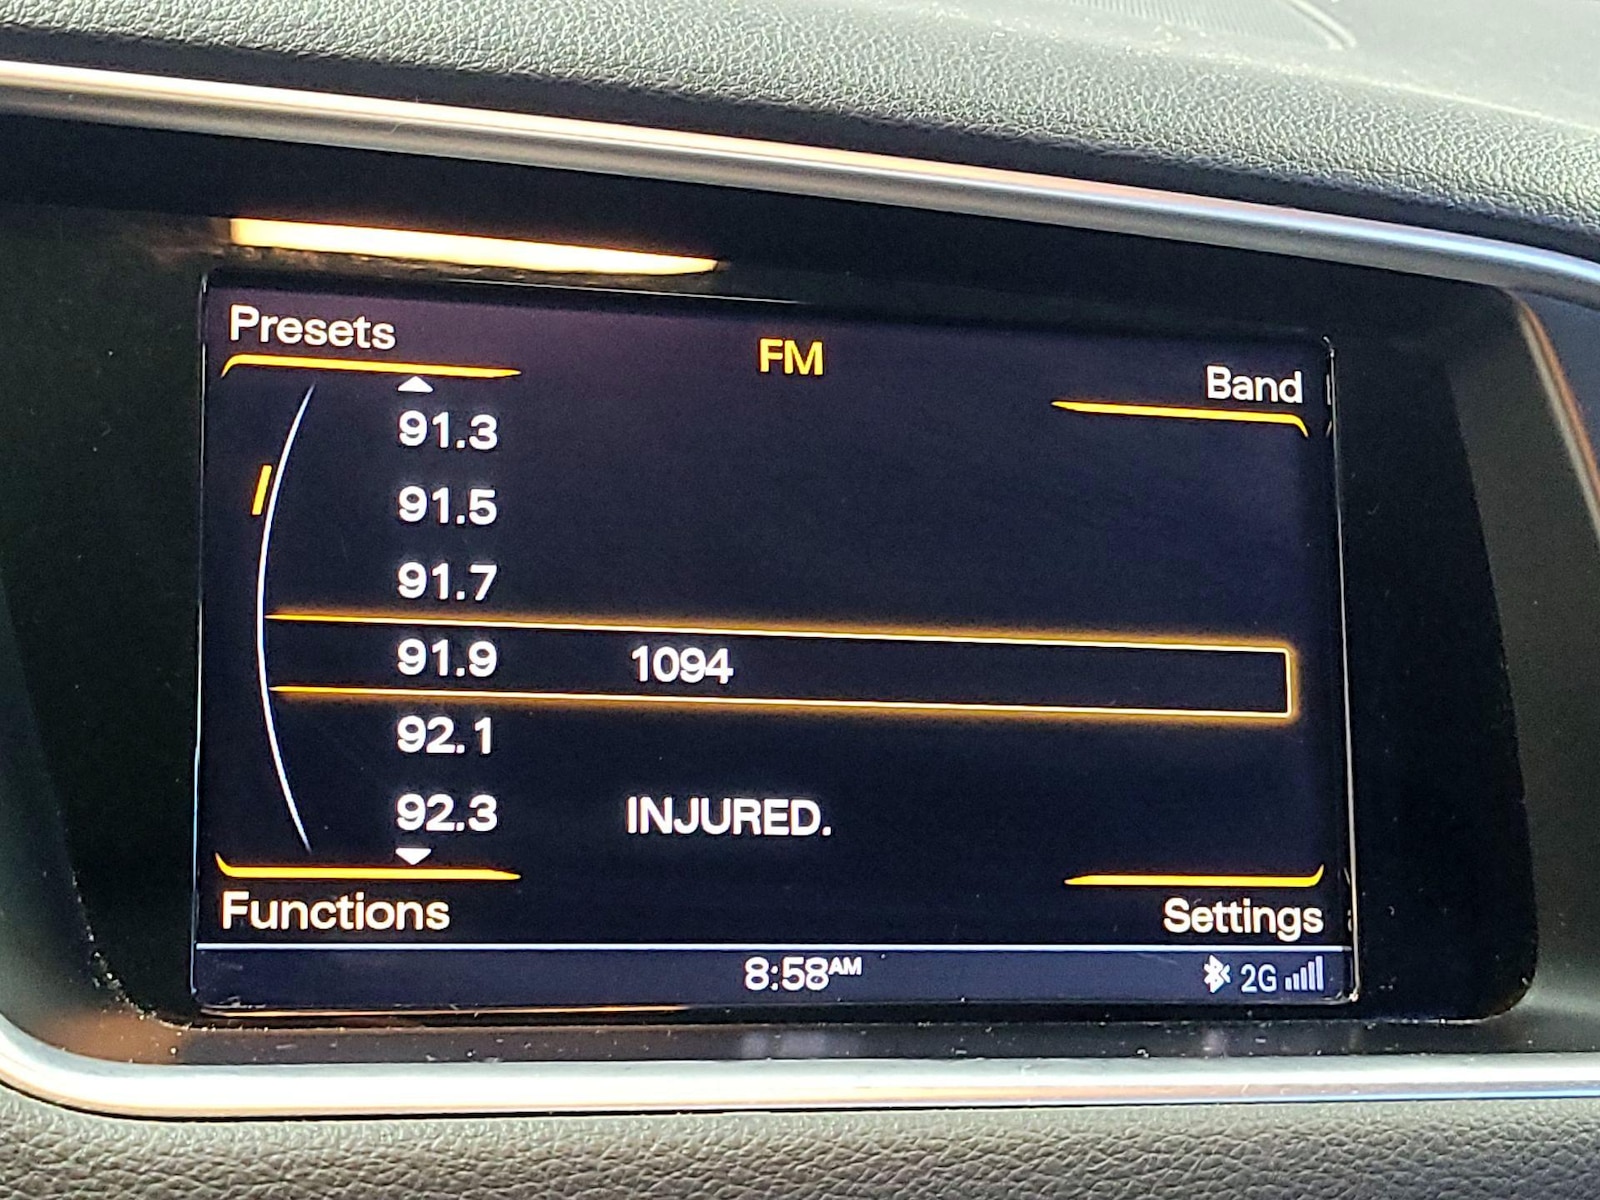 Presets
FM
Band
91.3
91.5
91.7
91.9 1094
92.1
92.3 INJURED.
Functions
Settings
8:58AM
2G